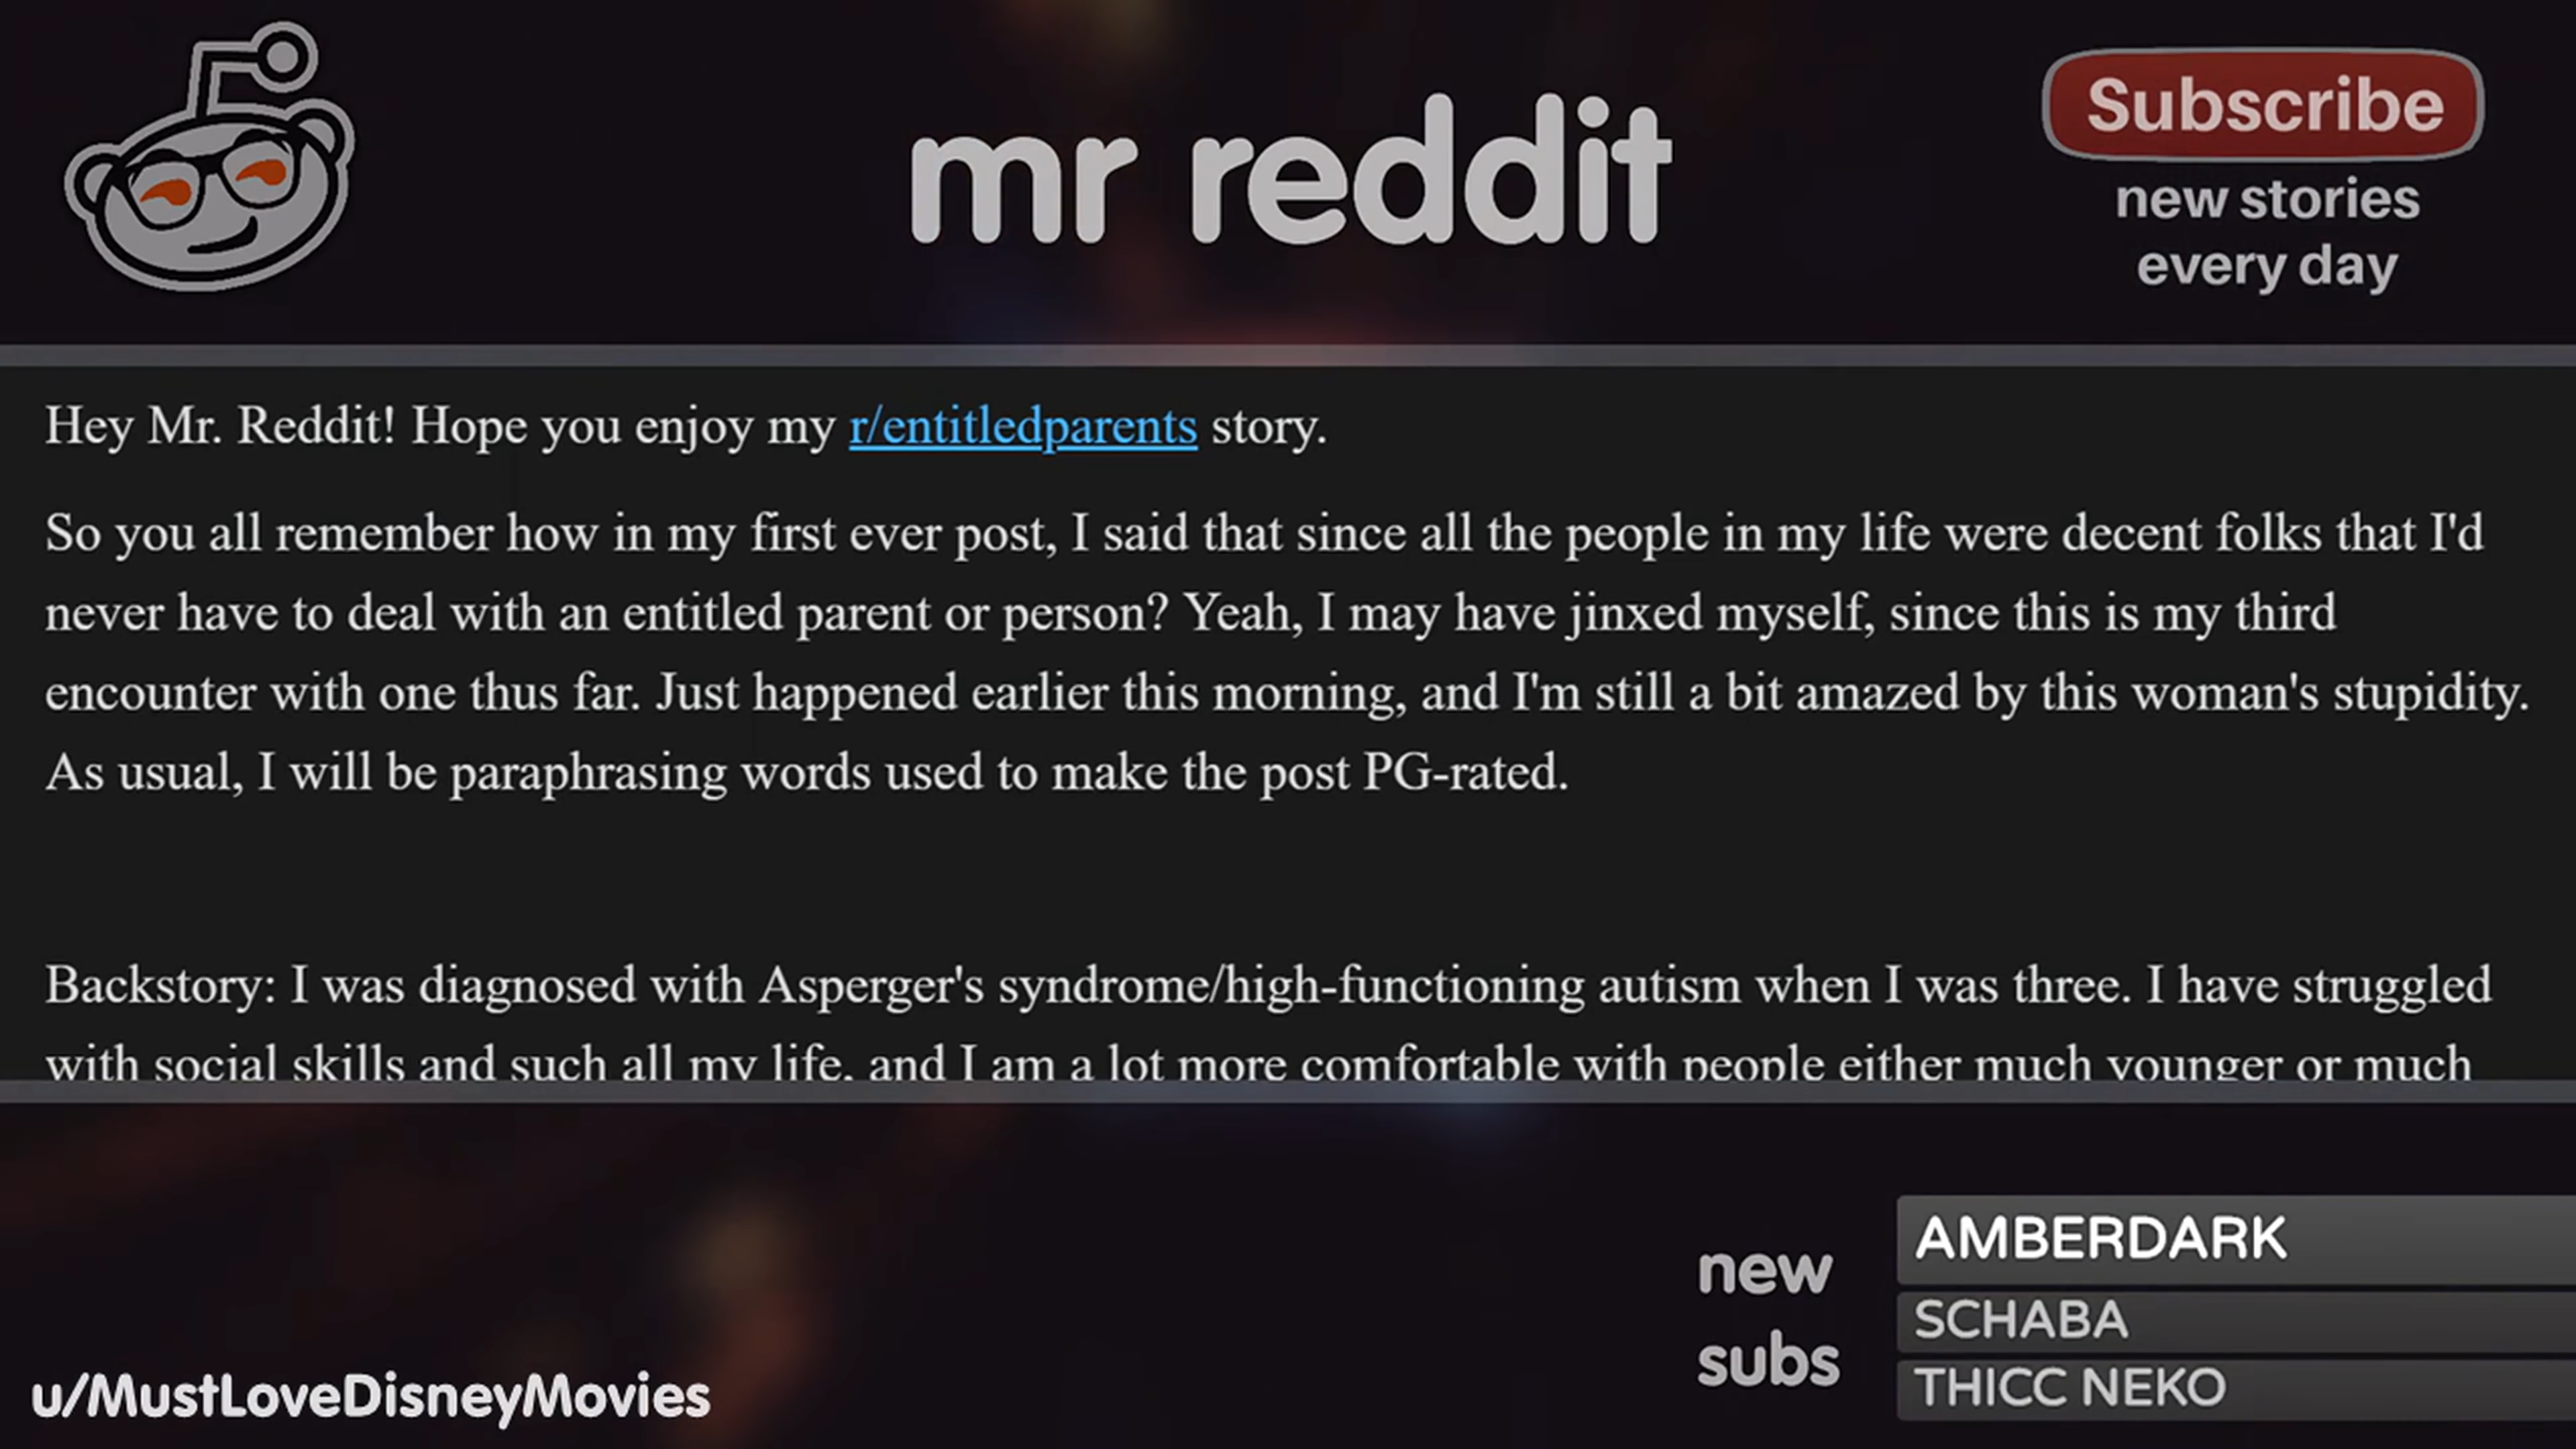 mr reddit
Subscribe
new stories
every day
Hey Mr. Reddit! Hope you enjoy my r/entitledparents story.
So you all remember how in my first ever post, I said that since all the people in my life were decent folks that I'd
never have to deal with an entitled parent or person? Yeah, I may have jinxed myself, since this is my third
encounter with one thus far. Just happened earlier this morning, and I'm still a bit amazed by this woman's stupidity.
As usual, I will be paraphrasing words used to make the post PG-rated.
Backstory: I was diagnosed with Asperger's syndrome/high-functioning autism when I was three. I have struggled
with social skills and such all my life, and I am a lot more comfortable with people either much younger or much
new
subs
AMBERDARK
SCHABA
THICC NEKO
u/MustLoveDisneyMovies